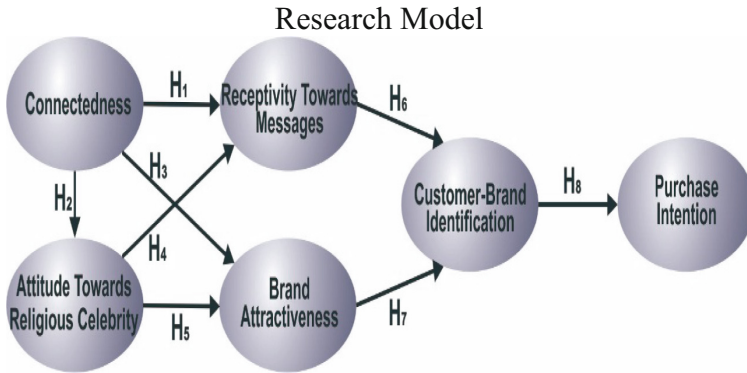 Research Model
Connectedness
H1
Receptivity Towards
Messages
H6
H3
H2
Customer-Brand
Identification
H8
Purchase
Intention
H4
Attitude Towards
Religious Celebrity
H5
Brand
Attractiveness
H7